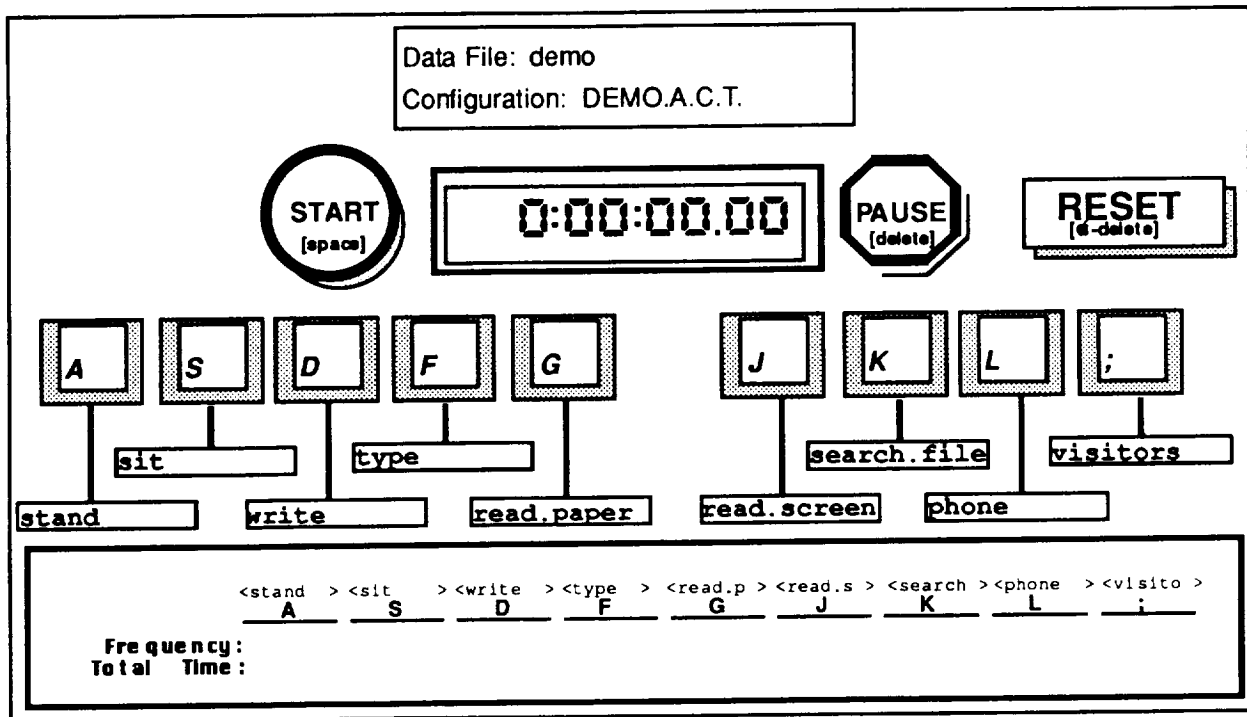 Data File: demo
Configuration: DEMO.A.C.T.
START 0:00:00.00 PAUSE RESET
[space] [delete]
A S D F G J K L ;
sit type search.file visitors
stand write read.paper read.screen phone
<stand > <sit > <write > <type > <read.p > <read.s > <search > <phone > <visito >
A S D F G J K L ;
Frequency:
Total Time: